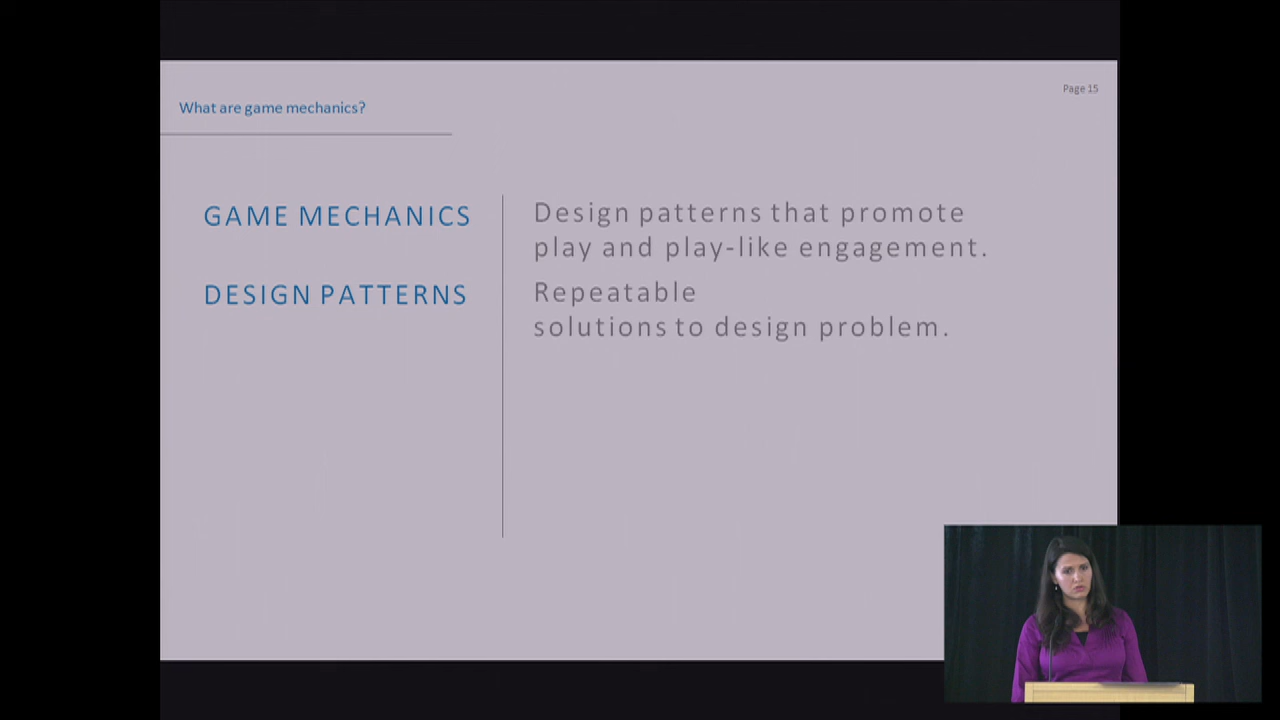 Page 15
What are game mechanics?
GAME MECHANICS
Design patterns that promote
play and play-like engagement.
DESIGN PATTERNS
Repeatable
solutions to design problem.